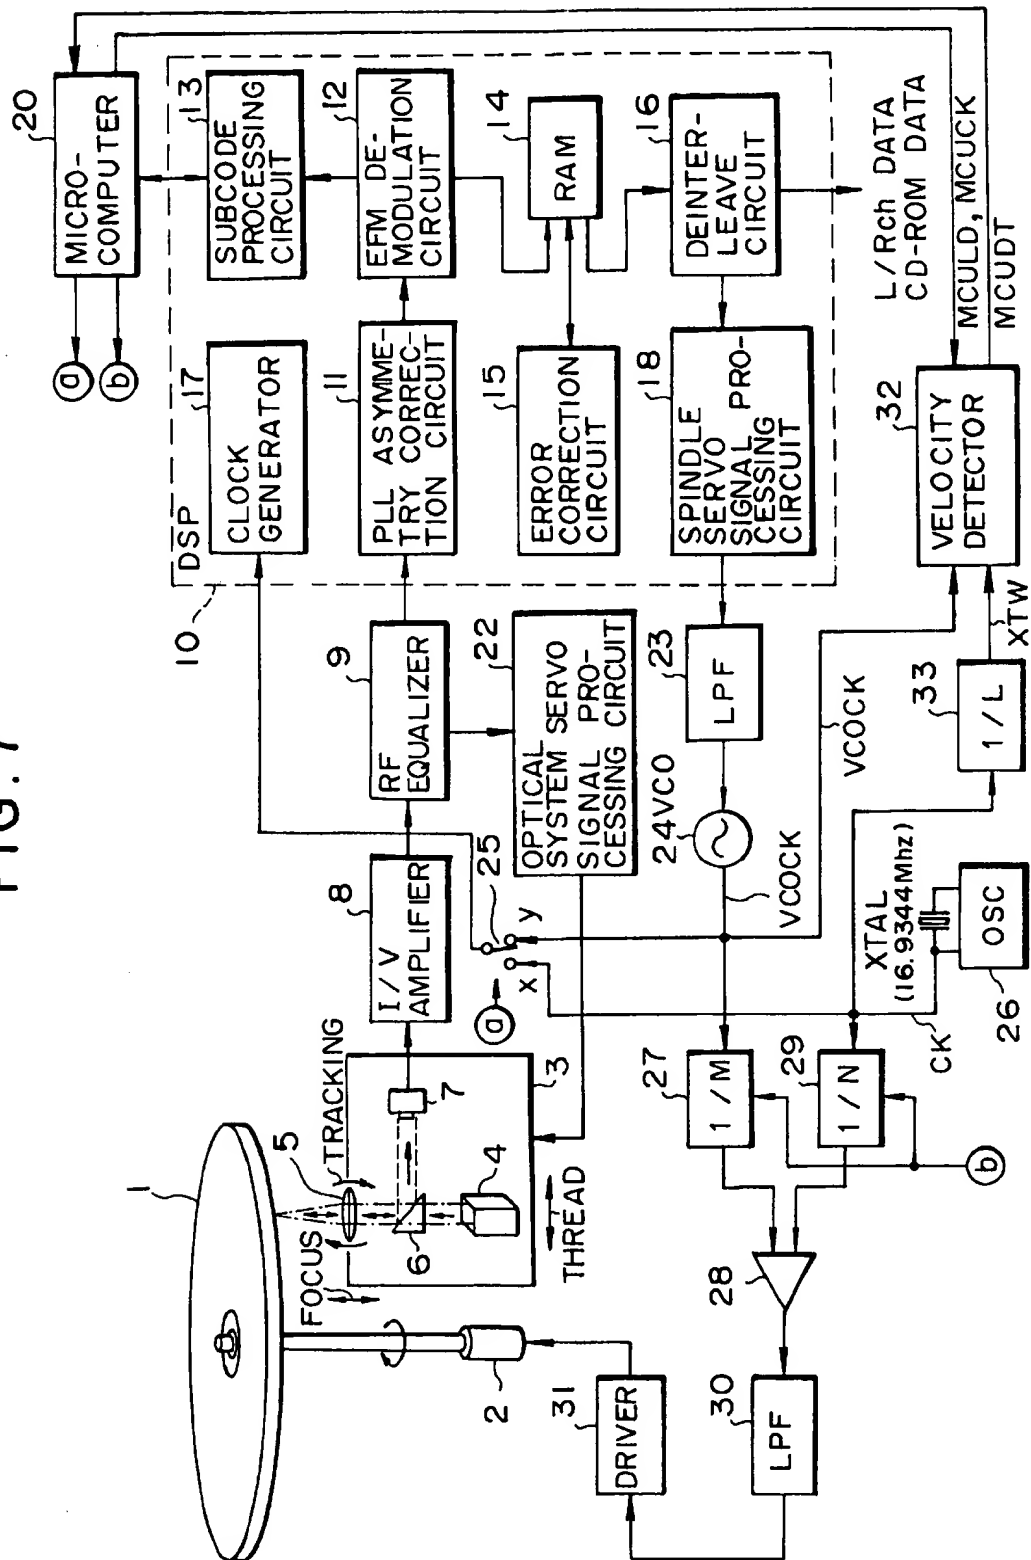 FIG. 7
20
MICRO-
COMPUTER
a
b
13
SUBCODE
PROCESSING
CIRCUIT
12
EFM DE-
MODULATION
CIRCUIT
14
RAM
16
DEINTER-
LEAVE
CIRCUIT
L/Rch DATA
CD-ROM DATA
MCULD, MCUCK
MCUDT
17
CLOCK
GENERATOR
11
PLL ASYMME-
TRY CORREC-
TION CIRCUIT
15
ERROR
CORRECTION
CIRCUIT
18
SPINDLE
SERVO
SIGNAL PRO-
CESSING
CIRCUIT
32
VELOCITY
DETECTOR
DSP
10
9
RF
EQUALIZER
22
OPTICAL
SYSTEM SERVO
SIGNAL PRO-
CESSING CIRCUIT
23
LPF
24VCO
VCOCK
VCOCK
33
1/L
XTW
8
I/V
AMPLIFIER
25
x
y
a
XTAL
(16.9344Mhz)
OSC
26
CK
1
TRACKING
5
FOCUS
3
7
4
6
THREAD
2
27
1/M
29
1/N
b
28
31
DRIVER
30
LPF